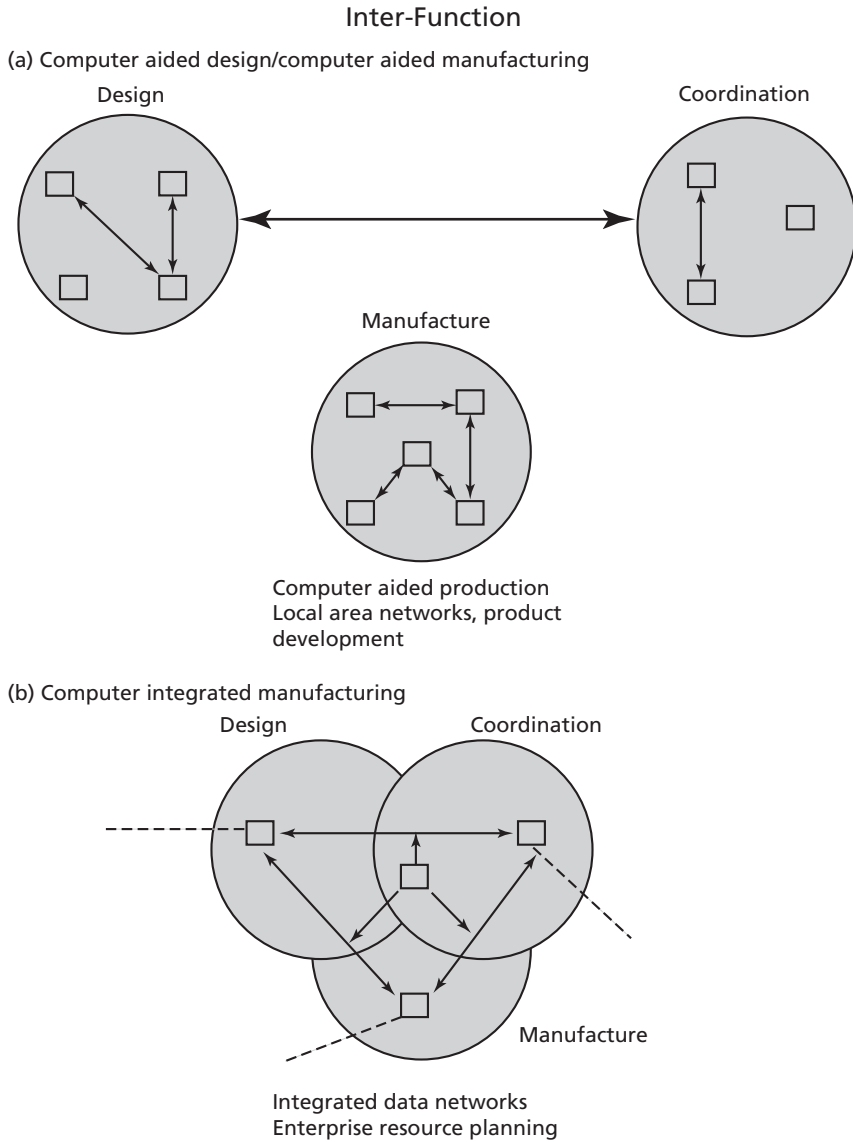 Inter-Function
(a) Computer aided design/computer aided manufacturing
Design
Coordination
Manufacture
Computer aided production
Local area networks, product
development
(b) Computer integrated manufacturing
Design
Coordination
Manufacture
Integrated data networks
Enterprise resource planning